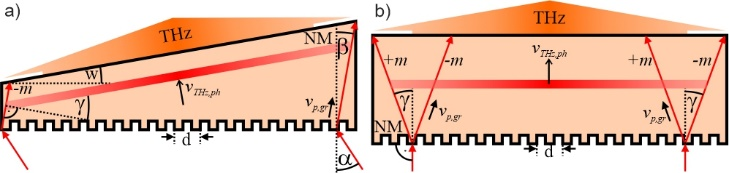 a)
THz
NM
β
w
-m
v_THz,ph
γ
v_p,gr
d
α
b)
THz
+m
-m
v_THz,ph
+m
-m
γ
v_p,gr
v_p,gr
γ
NM
d